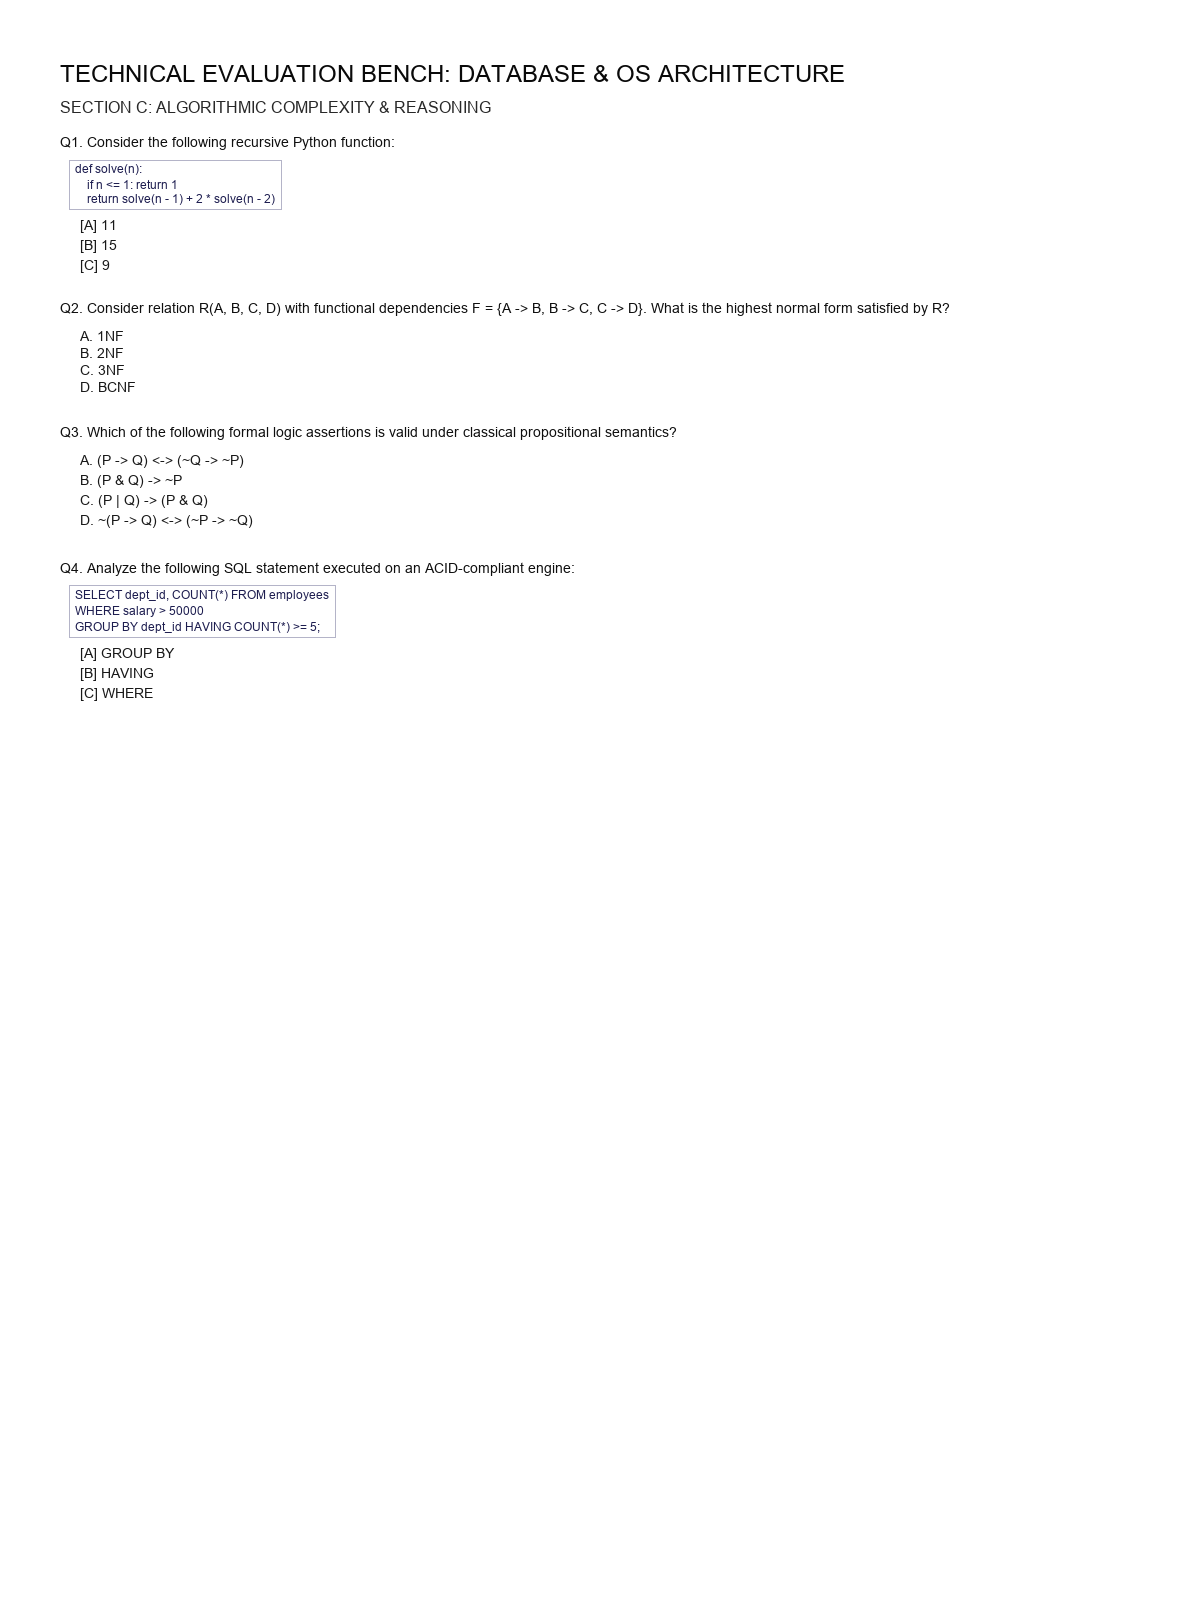 TECHNICAL EVALUATION BENCH: DATABASE & OS ARCHITECTURE
SECTION C: ALGORITHMIC COMPLEXITY & REASONING
Q1. Consider the following recursive Python function:
def solve(n):
    if n <= 1: return 1
    return solve(n - 1) + 2 * solve(n - 2)
[A] 11
[B] 15
[C] 9
Q2. Consider relation R(A, B, C, D) with functional dependencies F = {A -> B, B -> C, C -> D}. What is the highest normal form satisfied by R?
A. 1NF
B. 2NF
C. 3NF
D. BCNF
Q3. Which of the following formal logic assertions is valid under classical propositional semantics?
A. (P -> Q) <-> (~Q -> ~P)
B. (P & Q) -> ~P
C. (P | Q) -> (P & Q)
D. ~(P -> Q) <-> (~P -> ~Q)
Q4. Analyze the following SQL statement executed on an ACID-compliant engine:
SELECT dept_id, COUNT(*) FROM employees
WHERE salary > 50000
GROUP BY dept_id HAVING COUNT(*) >= 5;
[A] GROUP BY
[B] HAVING
[C] WHERE